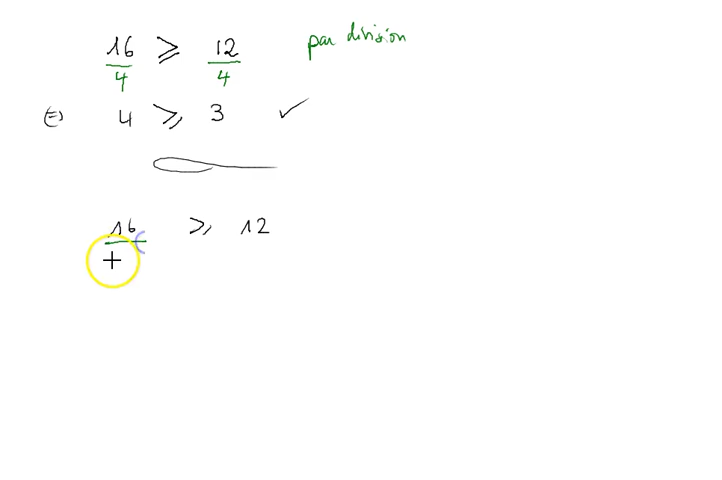 16/4 ⩾ 12/4 par division
⇔ 4 ⩾ 3 ✓
16 ⩾ 12